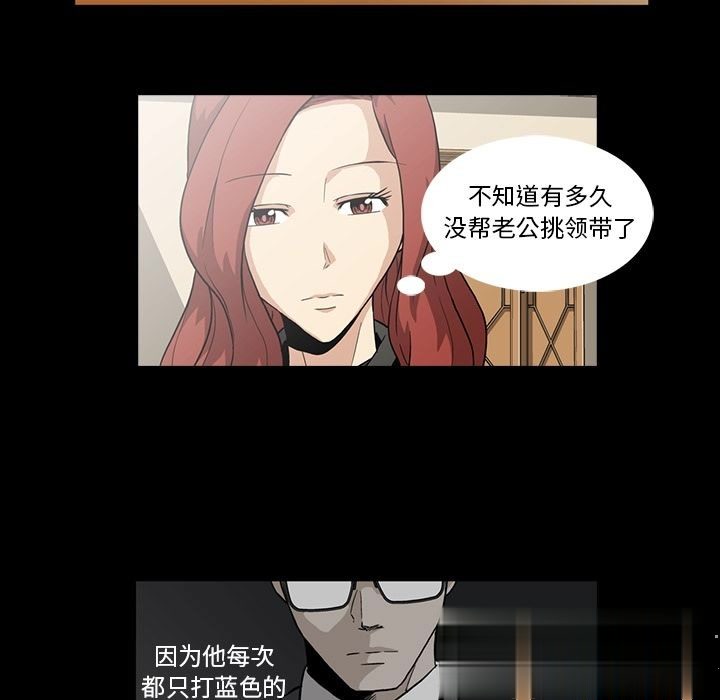 不知道有多久
没帮老公挑领带了
因为他每次
都只打蓝色的